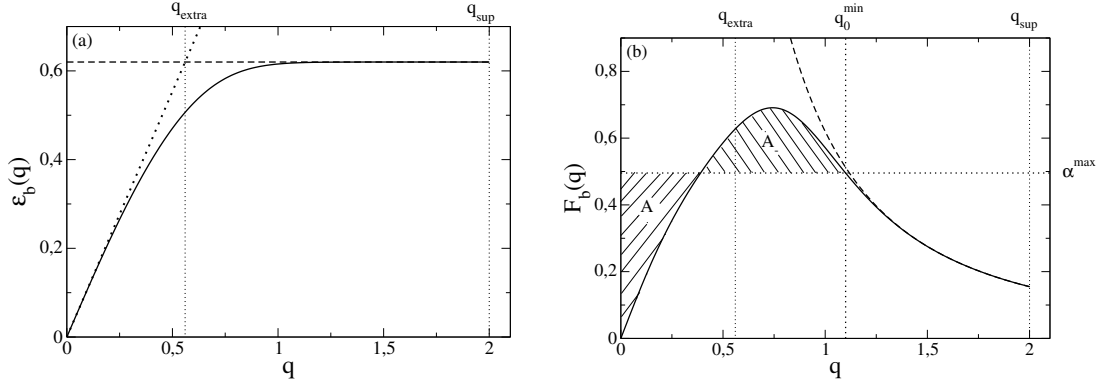 q_extra
q_sup
(a)
0,6
0,4
0,2
0
0
0,5
1
1,5
2
ε_b(q)
q
q_extra
q_0^min
q_sup
(b)
0,8
0,6
0,4
0,2
0
0
0,5
1
1,5
2
F_b(q)
q
A
A
α^max